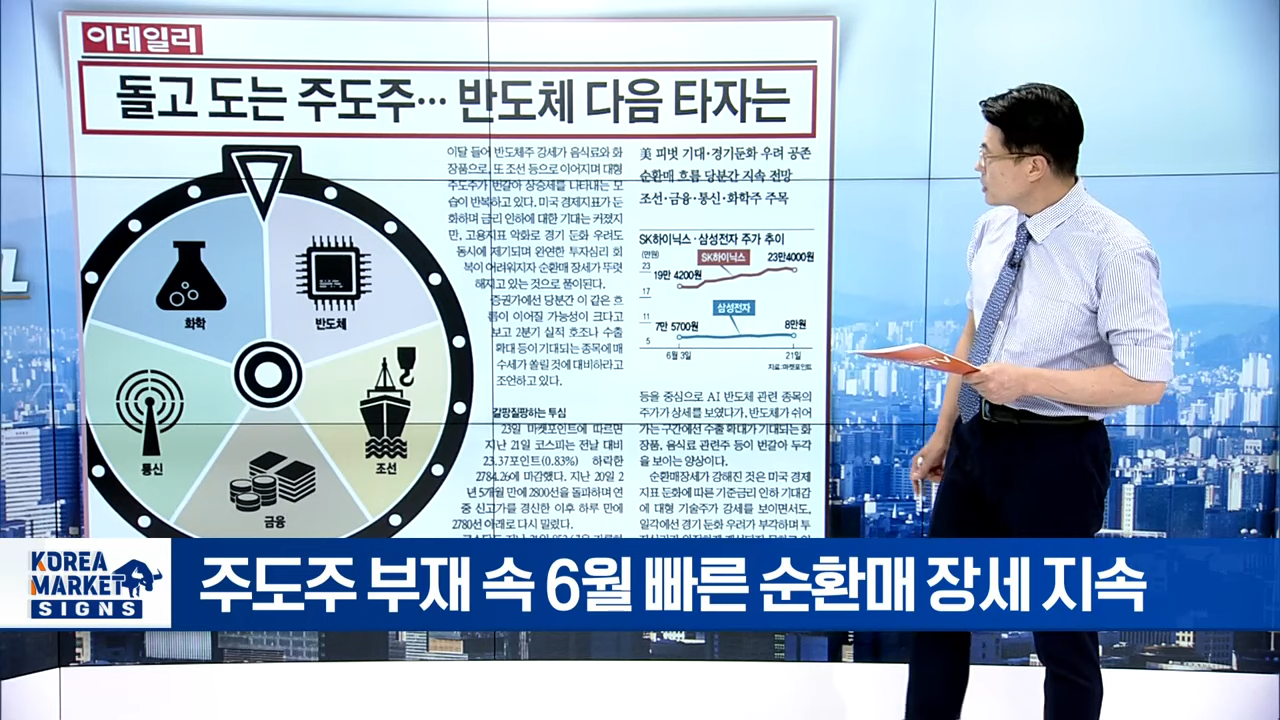 이데일리
돌고 도는 주도주… 반도체 다음 타자는
화학
반도체
통신
조선
금융
이달 들어 반도체주 강세가 음식료와 화
장품으로, 또 조선 등으로 이어지며 대형
주도주가 번갈아 상승세를 나타내는 모
습이 반복하고 있다. 미국 경제지표가 둔
화하며 금리 인하에 대한 기대는 커졌지
만, 고용지표 악화로 경기 둔화 우려도
동시에 제기되며 완연한 투자심리 회
복이 어려워지자 순환매 장세가 뚜렷
해지고 있는 것으로 풀이된다.
증권가에선 당분간 이 같은 흐
름이 이어질 가능성이 크다고
보고 2분기 실적 호조나 수출
확대 등이 기대되는 종목에 매
수세가 쏠릴 것에 대비하라고
조언하고 있다.
갈팡질팡하는 투심
23일 마켓포인트에 따르면
지난 21일 코스피는 전날 대비
23.37포인트(0.83%) 하락한
2784.26에 마감했다. 지난 20일 2
년 5개월 만에 2800선을 돌파하며 연
중 신고가를 경신한 이후 하루 만에
2780선 아래로 다시 밀렸다.
美 피벗 기대·경기둔화 우려 공존
순환매 흐름 당분간 지속 전망
조선·금융·통신·화학주 주목
SK하이닉스·삼성전자 주가 추이
(만원)
23
17
11
5
SK하이닉스
19만 4200원
23만4000원
삼성전자
7만 5700원
8만원
6월 3일
21일
자료:마켓포인트
등을 중심으로 AI 반도체 관련 종목의
주가가 상세를 보였다가, 반도체가 쉬어
가는 구간에선 수출 확대가 기대되는 화
장품, 음식료 관련주 등이 번갈아 두각
을 보이는 양상이다.
순환매장세가 강해진 것은 미국 경제
지표 둔화에 따른 기준금리 인하 기대감
에 대형 기술주가 강세를 보이면서도,
일각에선 경기 둔화 우려가 부각하며 투
KOREA
MARKET
SIGNS
주도주 부재 속 6월 빠른 순환매 장세 지속